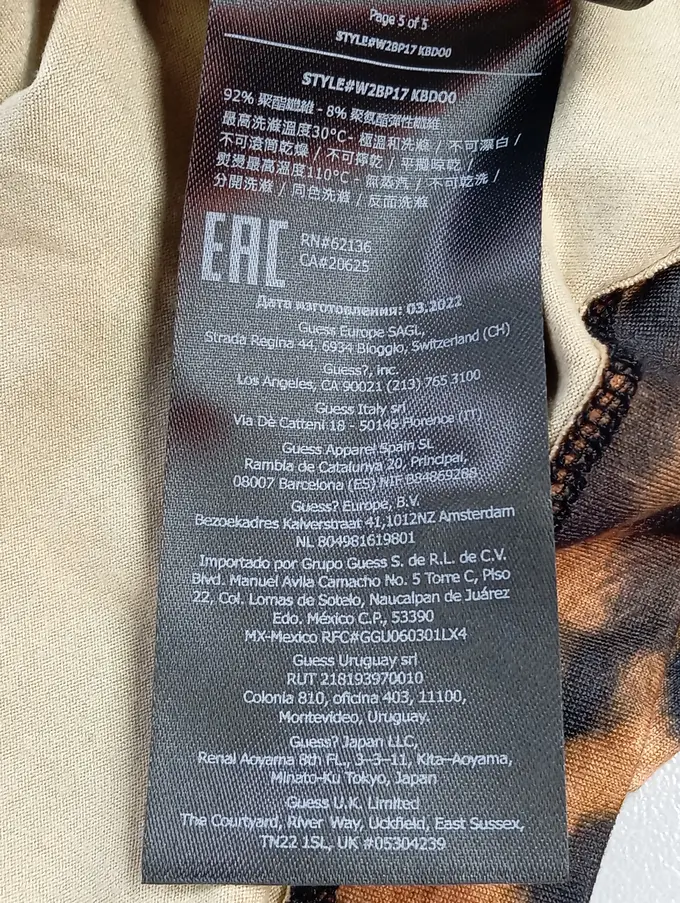 Page 5 of 5
STYLE#W2BP17 KBDO0
STYLE#W2BP17 KBDO0
92% 聚酯纖維 - 8% 聚氨酯彈性纖維
最高洗滌溫度30°C- 極溫和洗滌 / 不可漂白 /
不可滾筒乾燥 / 不可擰乾 / 平攤晾乾 /
熨燙最高溫度110°C - 無蒸汽 / 不可乾洗 /
分開洗滌 / 同色洗滌 / 反面洗滌
EAC
RN#62136
CA#20625
Дата изготовления: 03.2022
Guess Europe SAGL,
Strada Regina 44, 6934 Bioggio, Switzerland (CH)
Guess?, inc.
Los Angeles, CA 90021 (213) 765 3100
Guess Italy srl
Via De Catteni 18 - 50145 Florence (IT)
Guess Apparel Spain SL
Rambla de Catalunya 20, Principal,
08007 Barcelona (ES) NIF B84869288
Guess? Europe, B.V.
Bezoekadres Kalverstraat 41,1012NZ Amsterdam
NL 804981619801
Importado por Grupo Guess S. de R.L. de C.V.
Blvd. Manuel Avila Camacho No. 5 Torre C, Piso
22, Col. Lomas de Sotelo, Naucalpan de Juárez
Edo. México C.P., 53390
MX-Mexico RFC#GGU060301LX4
Guess Uruguay srl
RUT 218193970010
Colonia 810, oficina 403, 11100,
Montevideo, Uruguay.
Guess? Japan LLC,
Renai Aoyama 8th FL., 3-3-11, Kita-Aoyama,
Minato-Ku Tokyo, Japan
Guess U.K. Limited
The Courtyard, River Way, Uckfield, East Sussex,
TN22 1SL, UK #05304239